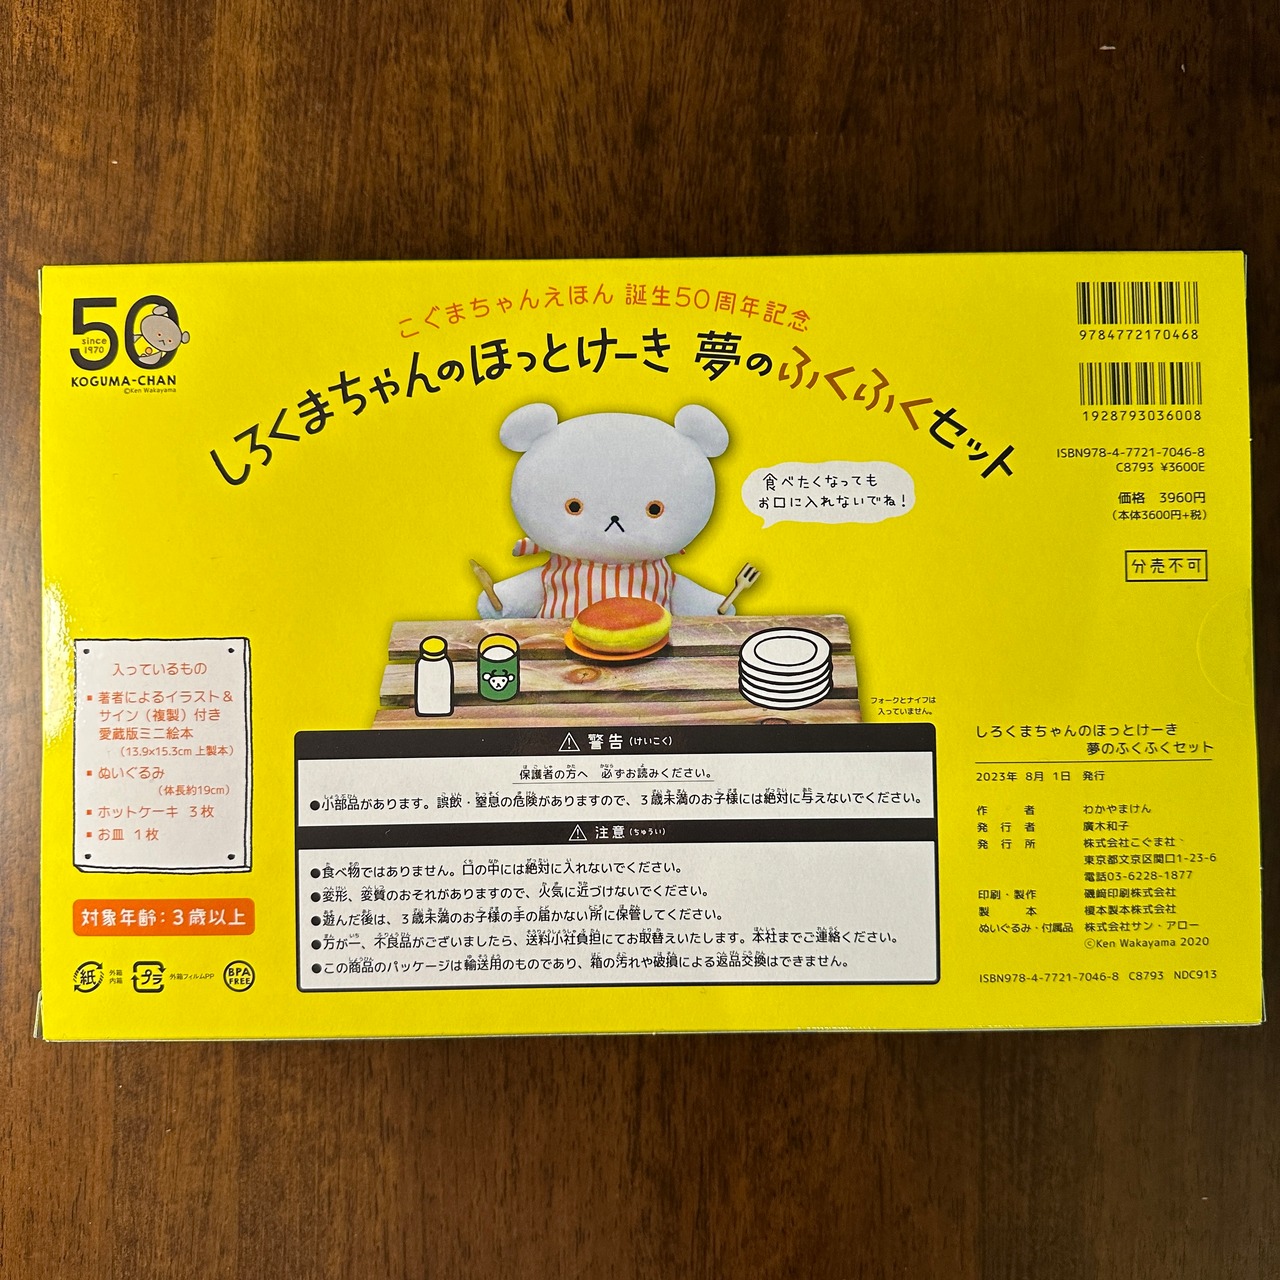 50
since
1970
KOGUMA-CHAN
©Ken Wakayama
こぐまちゃんえほん 誕生50周年記念
しろくまちゃんのほっとけーき 夢のふくふくセット
9784772170468
1928793036008
ISBN978-4-7721-7046-8
C8793 ¥3600E
価格 3960円
(本体3600円+税)
分売不可
食べたくなっても
お口に入れないでね!
フォークとナイフは
入っていません。
入っているもの
▪著者によるイラスト&
サイン(複製)付き
愛蔵版ミニ絵本
(13.9×15.3cm 上製本)
▪ぬいぐるみ
(体長約19cm)
▪ホットケーキ 3枚
▪お皿 1枚
対象年齢:3歳以上
紙
外箱
内箱
プラ
外箱フィルムPP
BPA
FREE
⚠ 警告(けいこく)
保護者の方へ 必ずお読みください。
●小部品があります。誤飲・窒息の危険がありますので、3歳未満のお子様には絶対に与えないでください。
⚠ 注意(ちゅうい)
●食べ物ではありません。口の中には絶対に入れないでください。
●変形、変質のおそれがありますので、火気に近づけないでください。
●遊んだ後は、3歳未満のお子様の手の届かない所に保管してください。
●万が一、不良品がございましたら、送料小社負担にてお取替えいたします。本社までご連絡ください。
●この商品のパッケージは輸送用のものであり、箱の汚れや破損による返品交換はできません。
しろくまちゃんのほっとけーき
夢のふくふくセット
2023年 8月 1日 発行
作者 わかやまけん
発行者 廣木和子
発行所 株式会社こぐま社
東京都文京区関口1-23-6
電話03-6228-1877
印刷・製作 磯﨑印刷株式会社
製本 榎本製本株式会社
ぬいぐるみ・付属品 株式会社サン・アロー
©Ken Wakayama 2020
ISBN978-4-7721-7046-8 C8793 NDC913